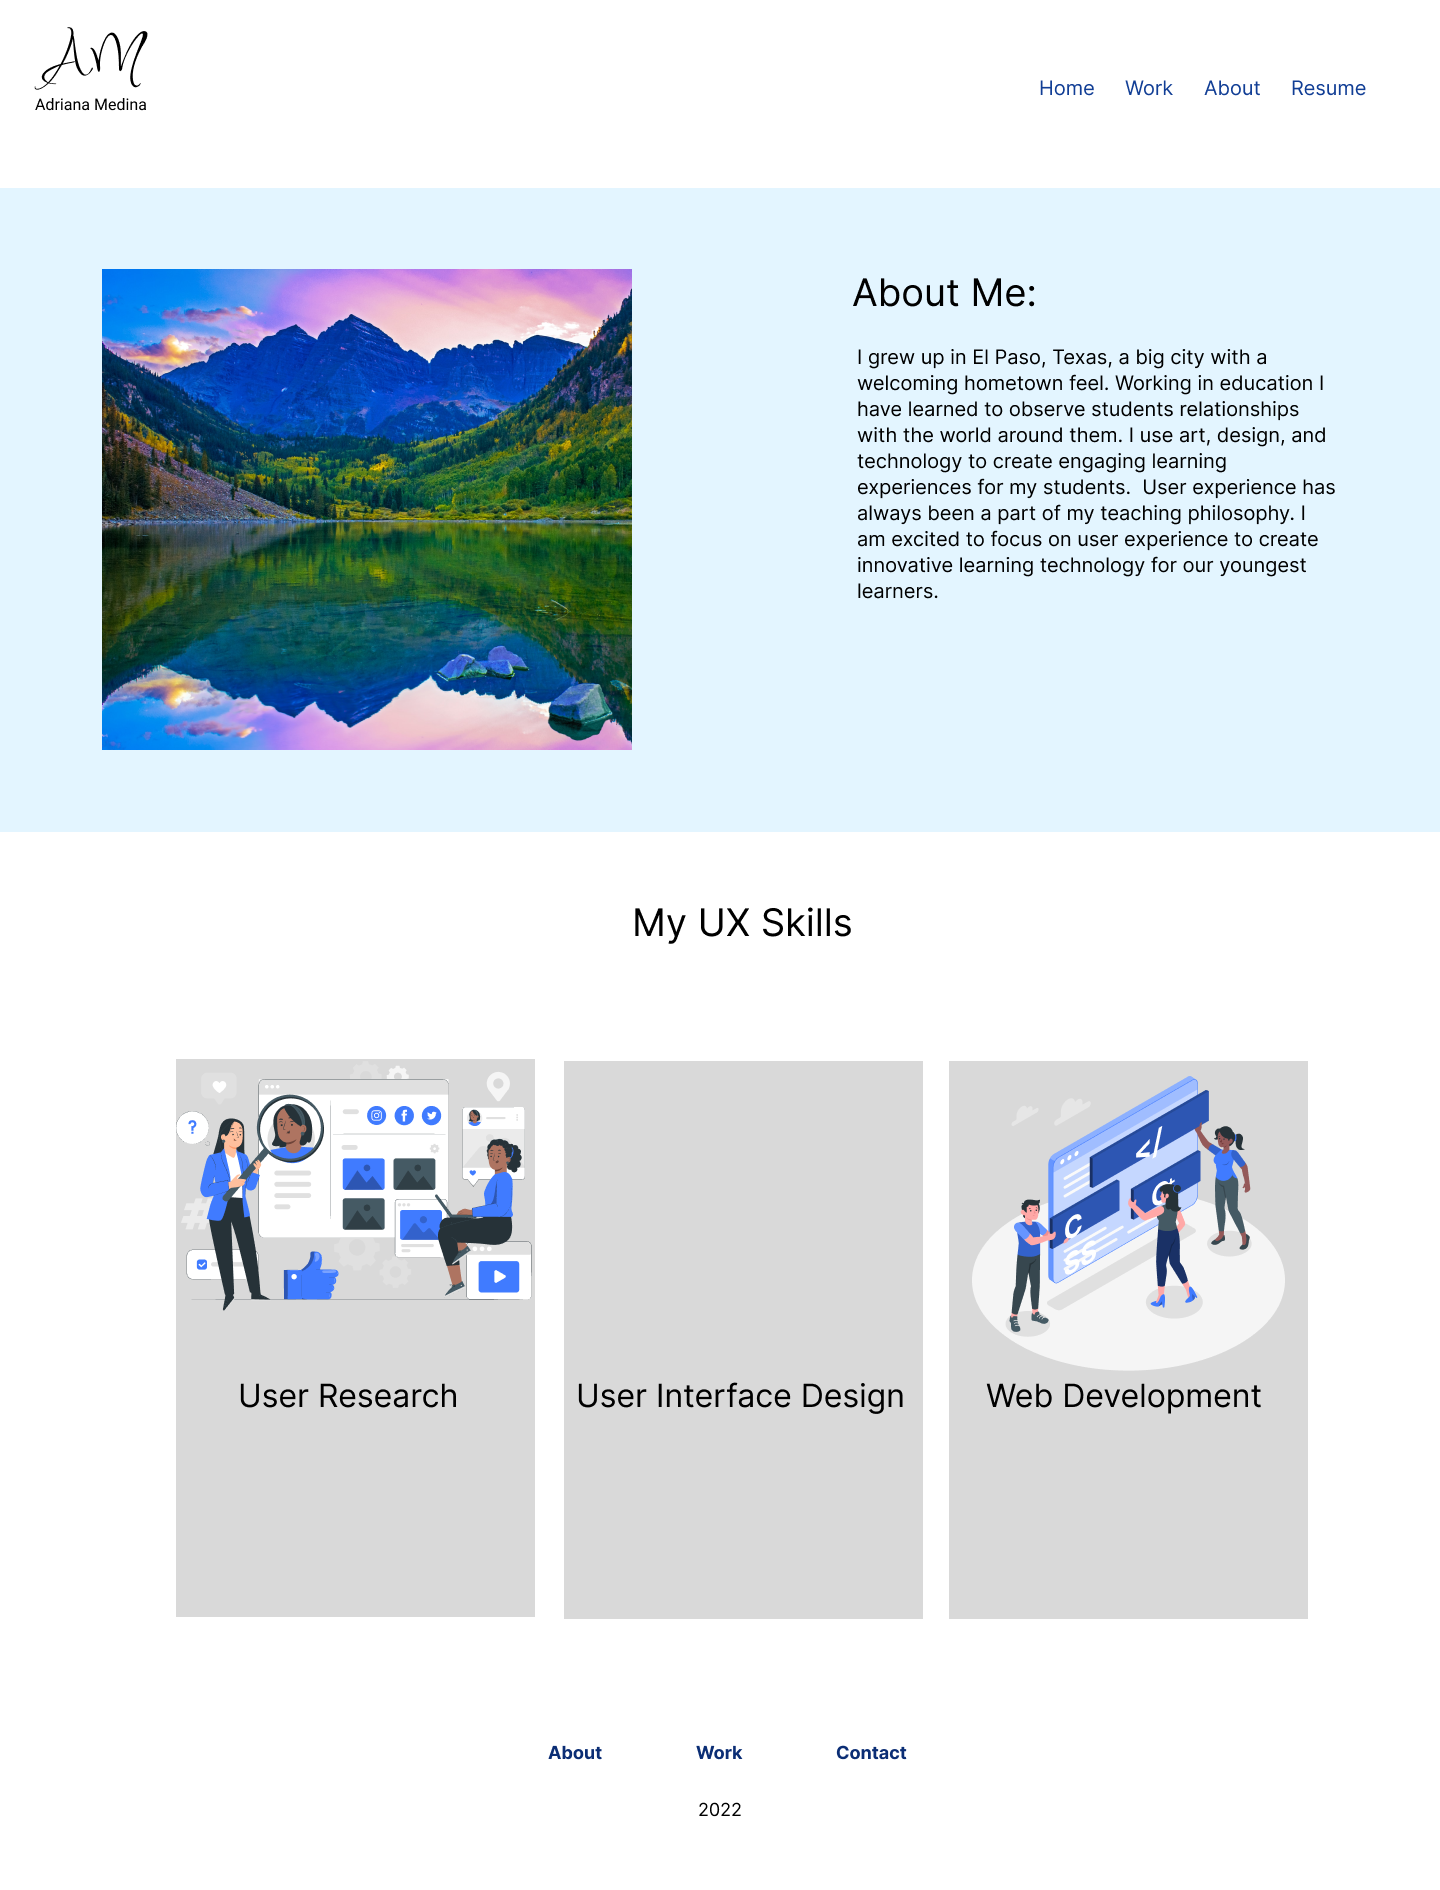 AM
Adriana Medina
Home Work About Resume
About Me:
I grew up in El Paso, Texas, a big city with a
welcoming hometown feel. Working in education I
have learned to observe students relationships
with the world around them. I use art, design, and
technology to create engaging learning
experiences for my students.  User experience has
always been a part of my teaching philosophy. I
am excited to focus on user experience to create
innovative learning technology for our youngest
learners.
My UX Skills
?
#
</
C
C
SS
User Research
User Interface Design
Web Development
About Work Contact
2022